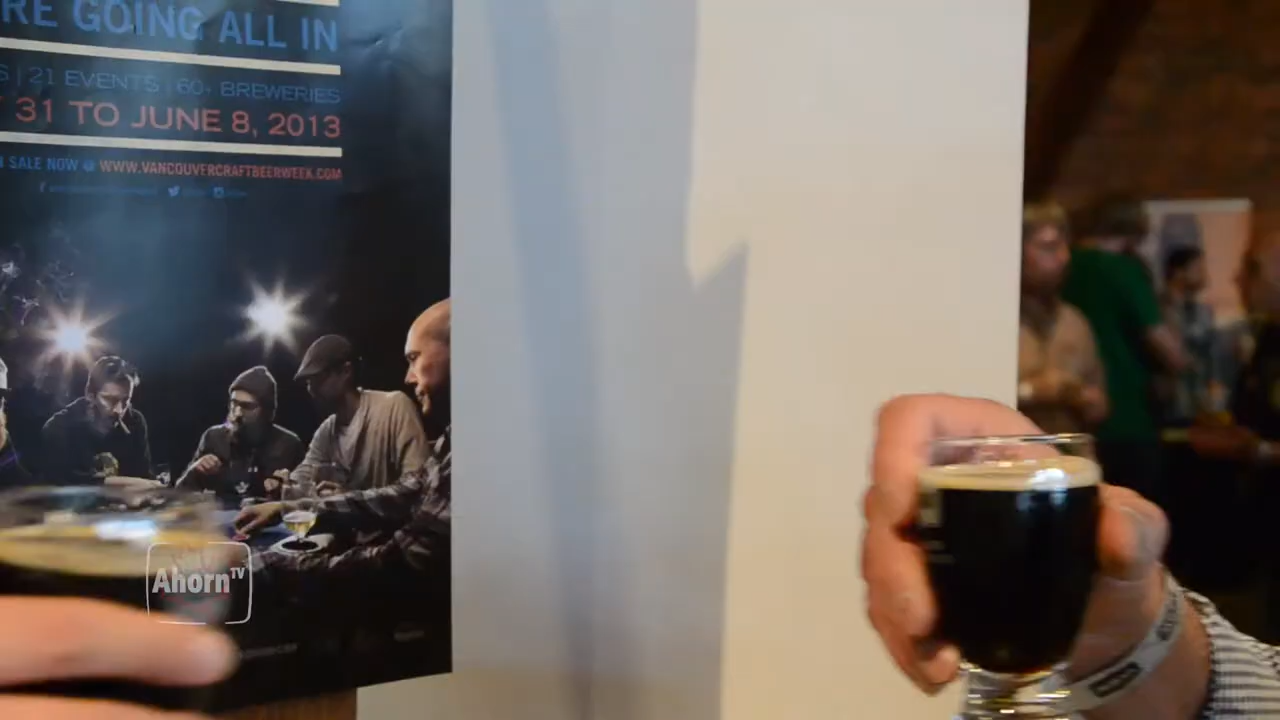 RE GOING ALL IN
S | 21 EVENTS | 60+ BREWERIES
31 TO JUNE 8, 2013
SALE NOW @ WWW.VANCOUVERCRAFTBEERWEEK.COM
AhornTV